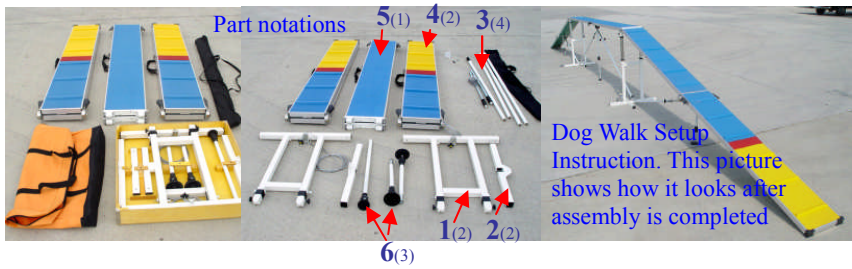 Part notations
5(1)
4(2)
3(4)
1(2)
2(2)
6(3)
Dog Walk Setup
Instruction. This picture
shows how it looks after
assembly is completed